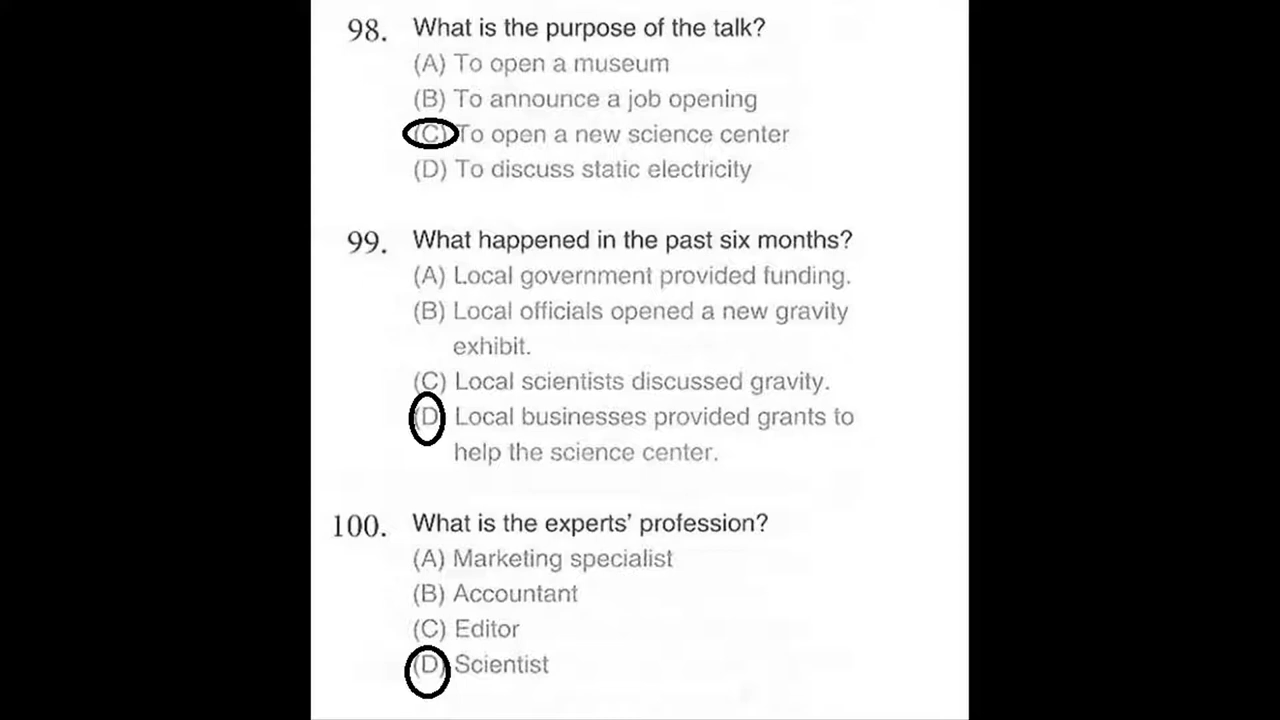 98. What is the purpose of the talk?
(A) To open a museum
(B) To announce a job opening
(C) To open a new science center
(D) To discuss static electricity
99. What happened in the past six months?
(A) Local government provided funding.
(B) Local officials opened a new gravity
exhibit.
(C) Local scientists discussed gravity.
(D) Local businesses provided grants to
help the science center.
100. What is the experts' profession?
(A) Marketing specialist
(B) Accountant
(C) Editor
(D) Scientist